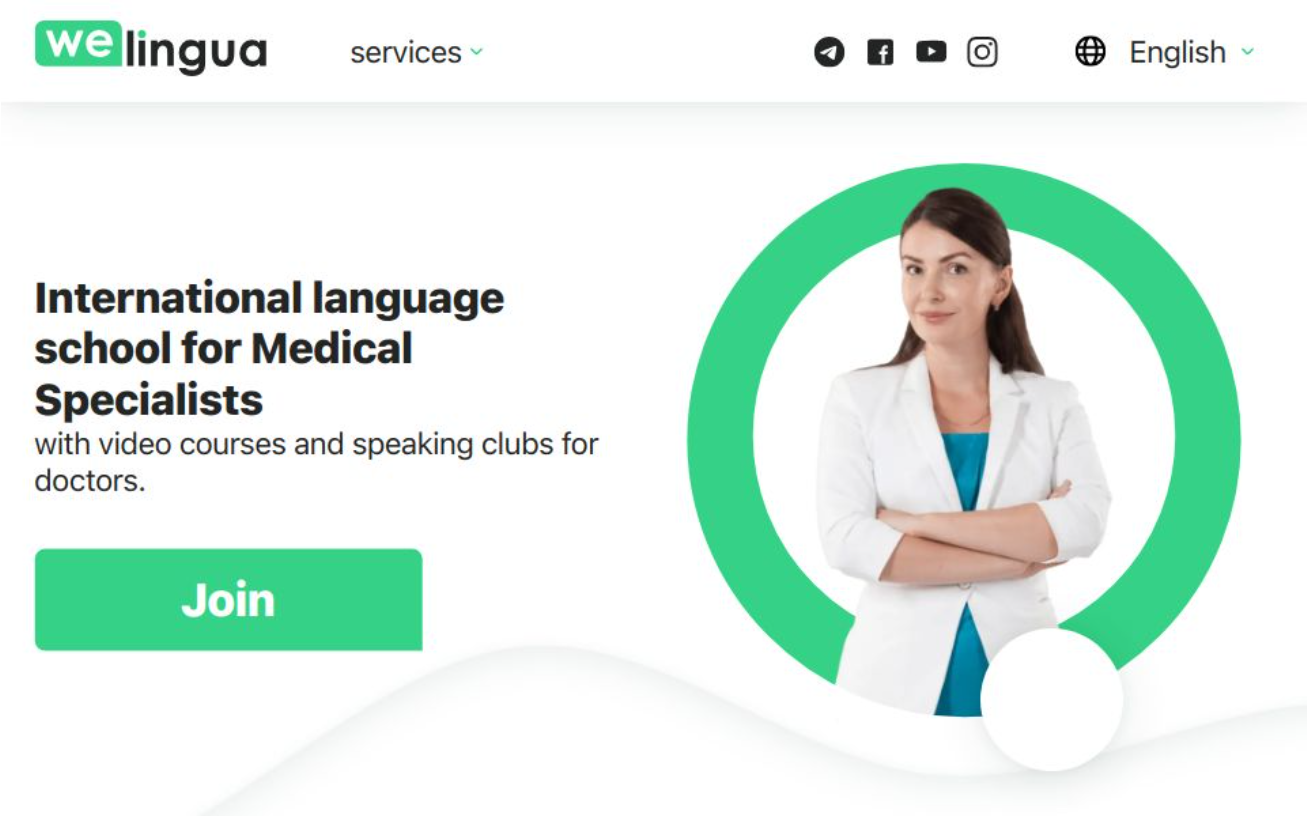 welingua
services
English
International language
school for Medical
Specialists
with video courses and speaking clubs for
doctors.
Join